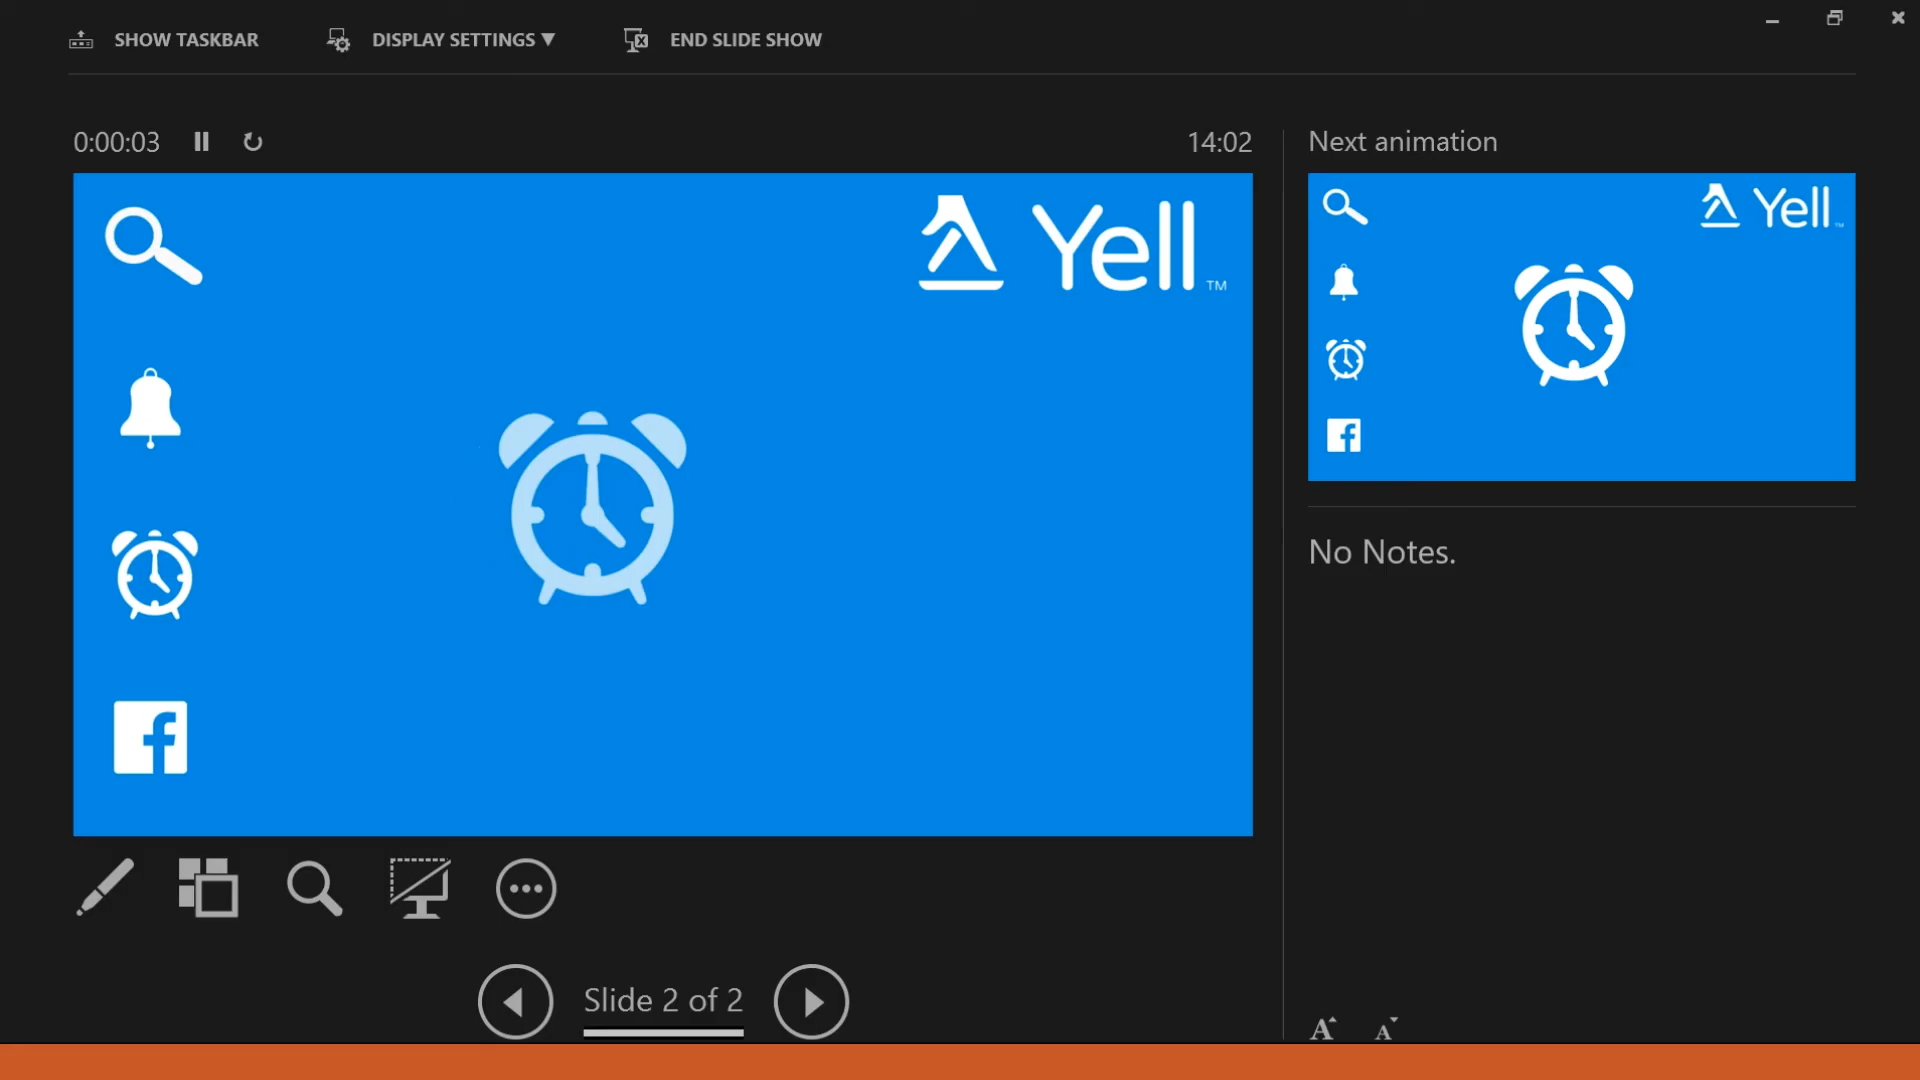 SHOW TASKBAR
DISPLAY SETTINGS ▼
END SLIDE SHOW
0:00:03
14:02
Next animation
Yell ™
Yell ™
No Notes.
Slide 2 of 2
A A